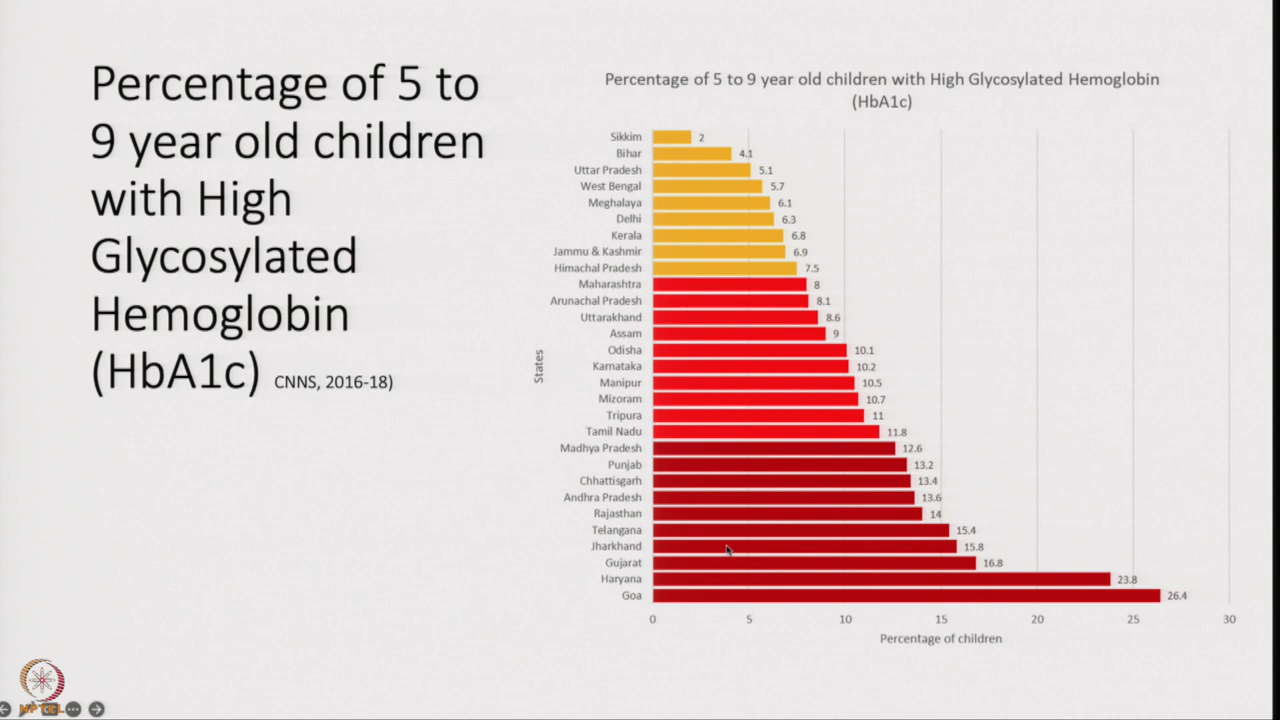 Percentage of 5 to
9 year old children
with High
Glycosylated
Hemoglobin
(HbA1c) CNNS, 2016-18)
Percentage of 5 to 9 year old children with High Glycosylated Hemoglobin
(HbA1c)
States
Sikkim 2
Bihar 4.1
Uttar Pradesh 5.1
West Bengal 5.7
Meghalaya 6.1
Delhi 6.3
Kerala 6.8
Jammu & Kashmir 6.9
Himachal Pradesh 7.5
Maharashtra 8
Arunachal Pradesh 8.1
Uttarakhand 8.6
Assam 9
Odisha 10.1
Karnataka 10.2
Manipur 10.5
Mizoram 10.7
Tripura 11
Tamil Nadu 11.8
Madhya Pradesh 12.6
Punjab 13.2
Chhattisgarh 13.4
Andhra Pradesh 13.6
Rajasthan 14
Telangana 15.4
Jharkhand 15.8
Gujarat 16.8
Haryana 23.8
Goa 26.4
0 5 10 15 20 25 30
Percentage of children
NPTEL